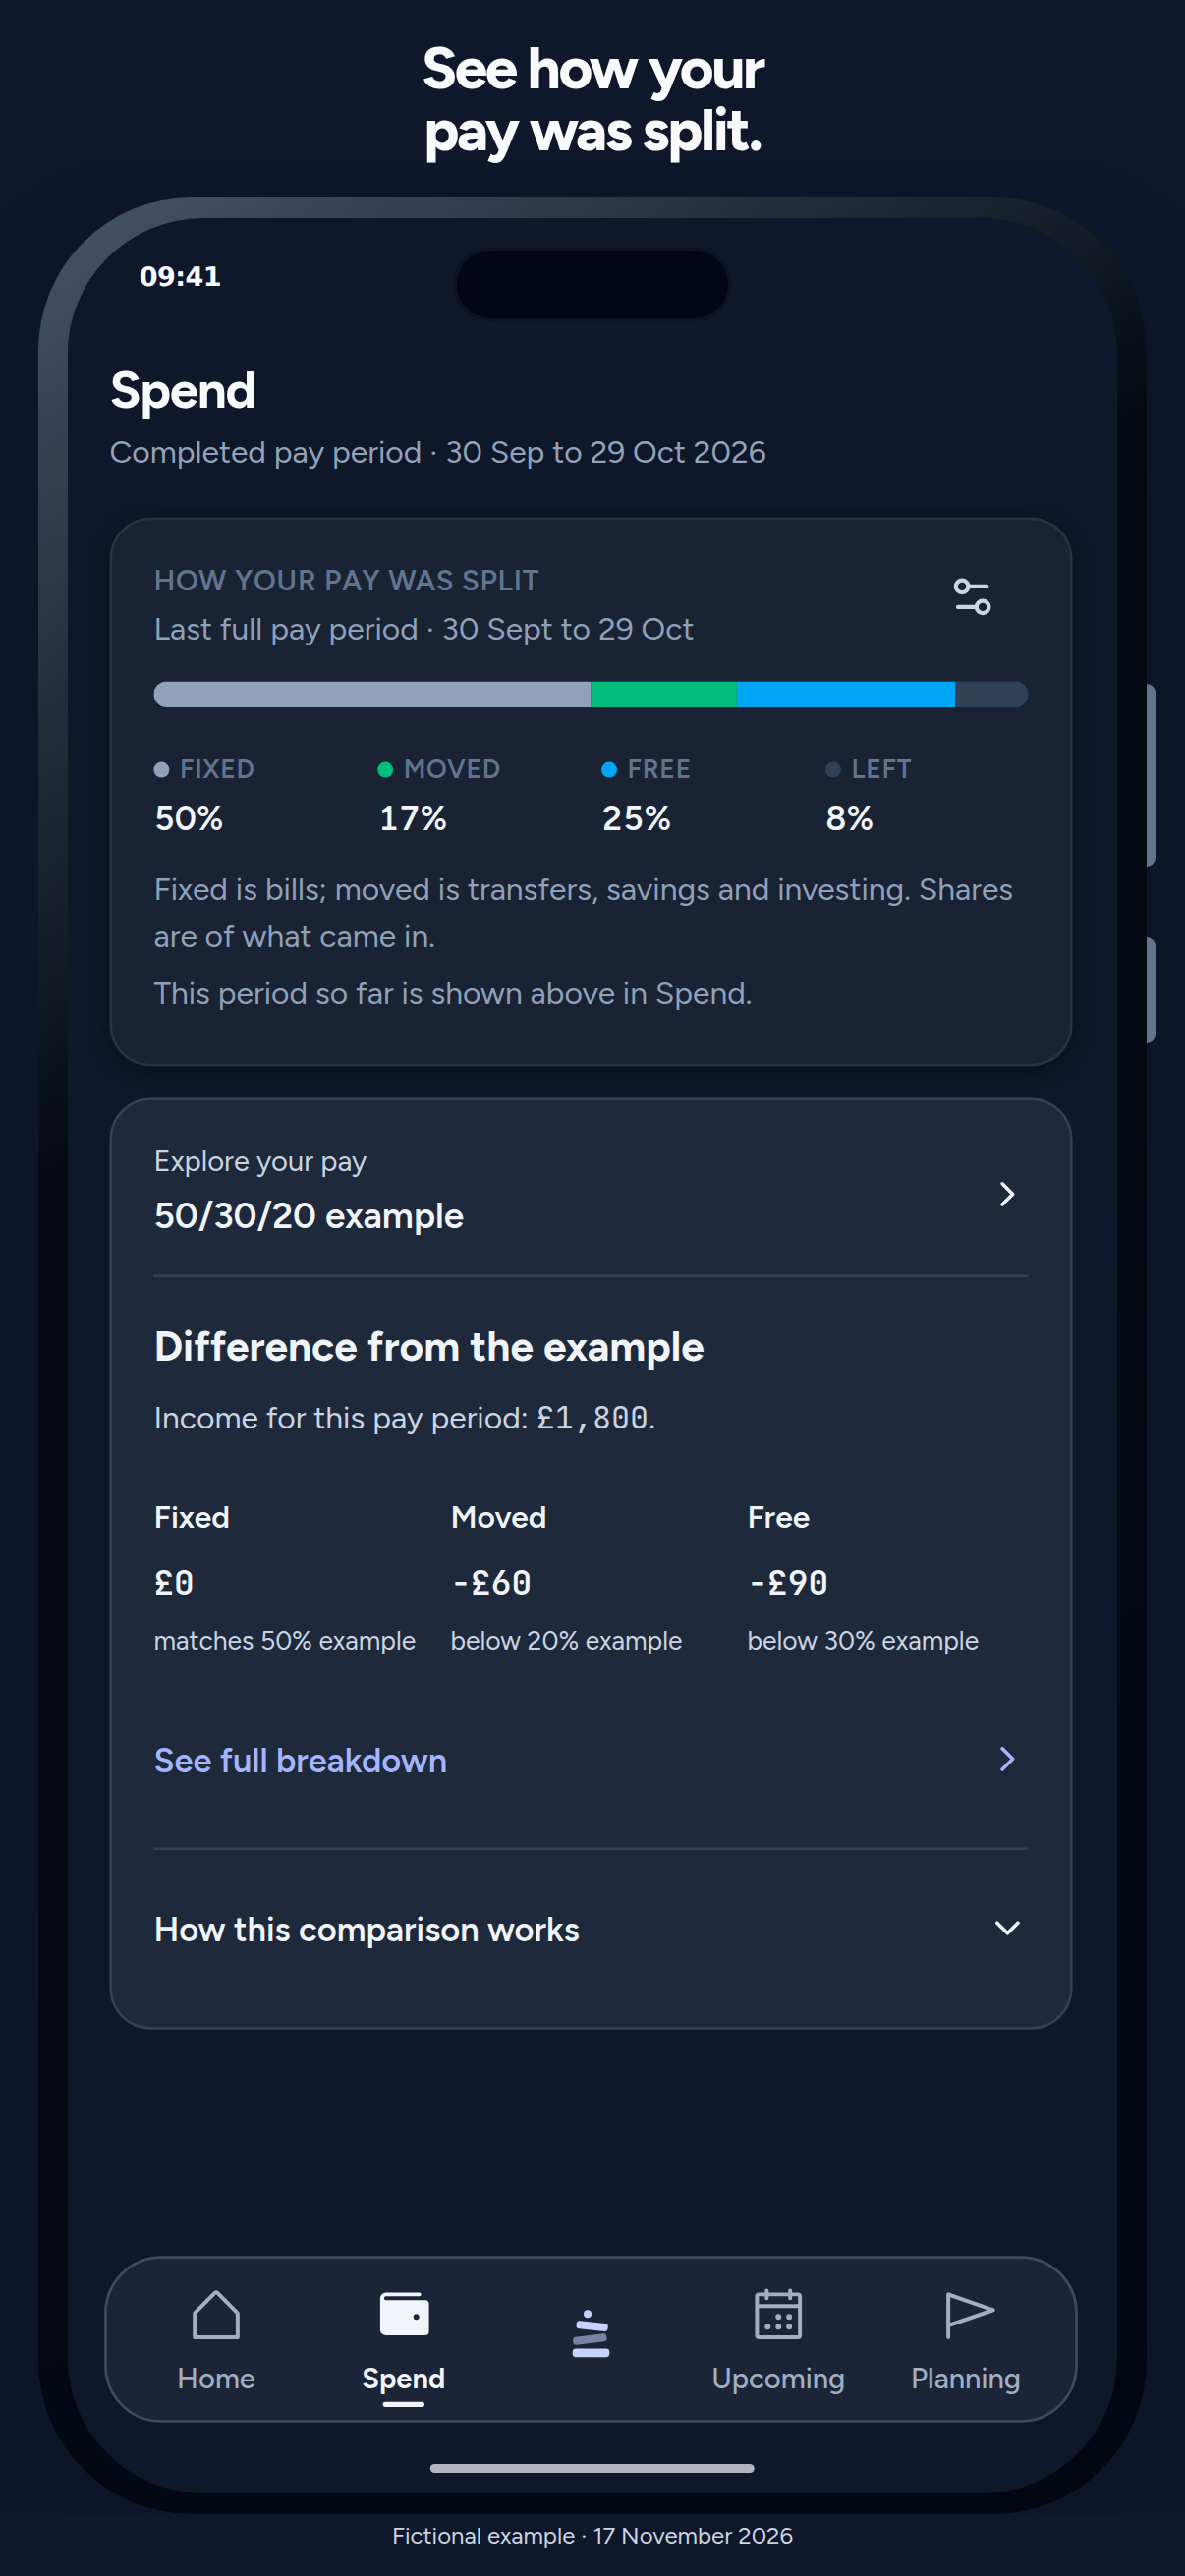 See how your
pay was split.
09:41
Spend
Completed pay period · 30 Sep to 29 Oct 2026
HOW YOUR PAY WAS SPLIT
Last full pay period · 30 Sept to 29 Oct
FIXED MOVED FREE LEFT
50% 17% 25% 8%
Fixed is bills; moved is transfers, savings and investing. Shares
are of what came in.
This period so far is shown above in Spend.
Explore your pay
50/30/20 example
Difference from the example
Income for this pay period: £1,800.
Fixed Moved Free
£0 -£60 -£90
matches 50% example below 20% example below 30% example
See full breakdown
How this comparison works
Home Spend Upcoming Planning
Fictional example · 17 November 2026